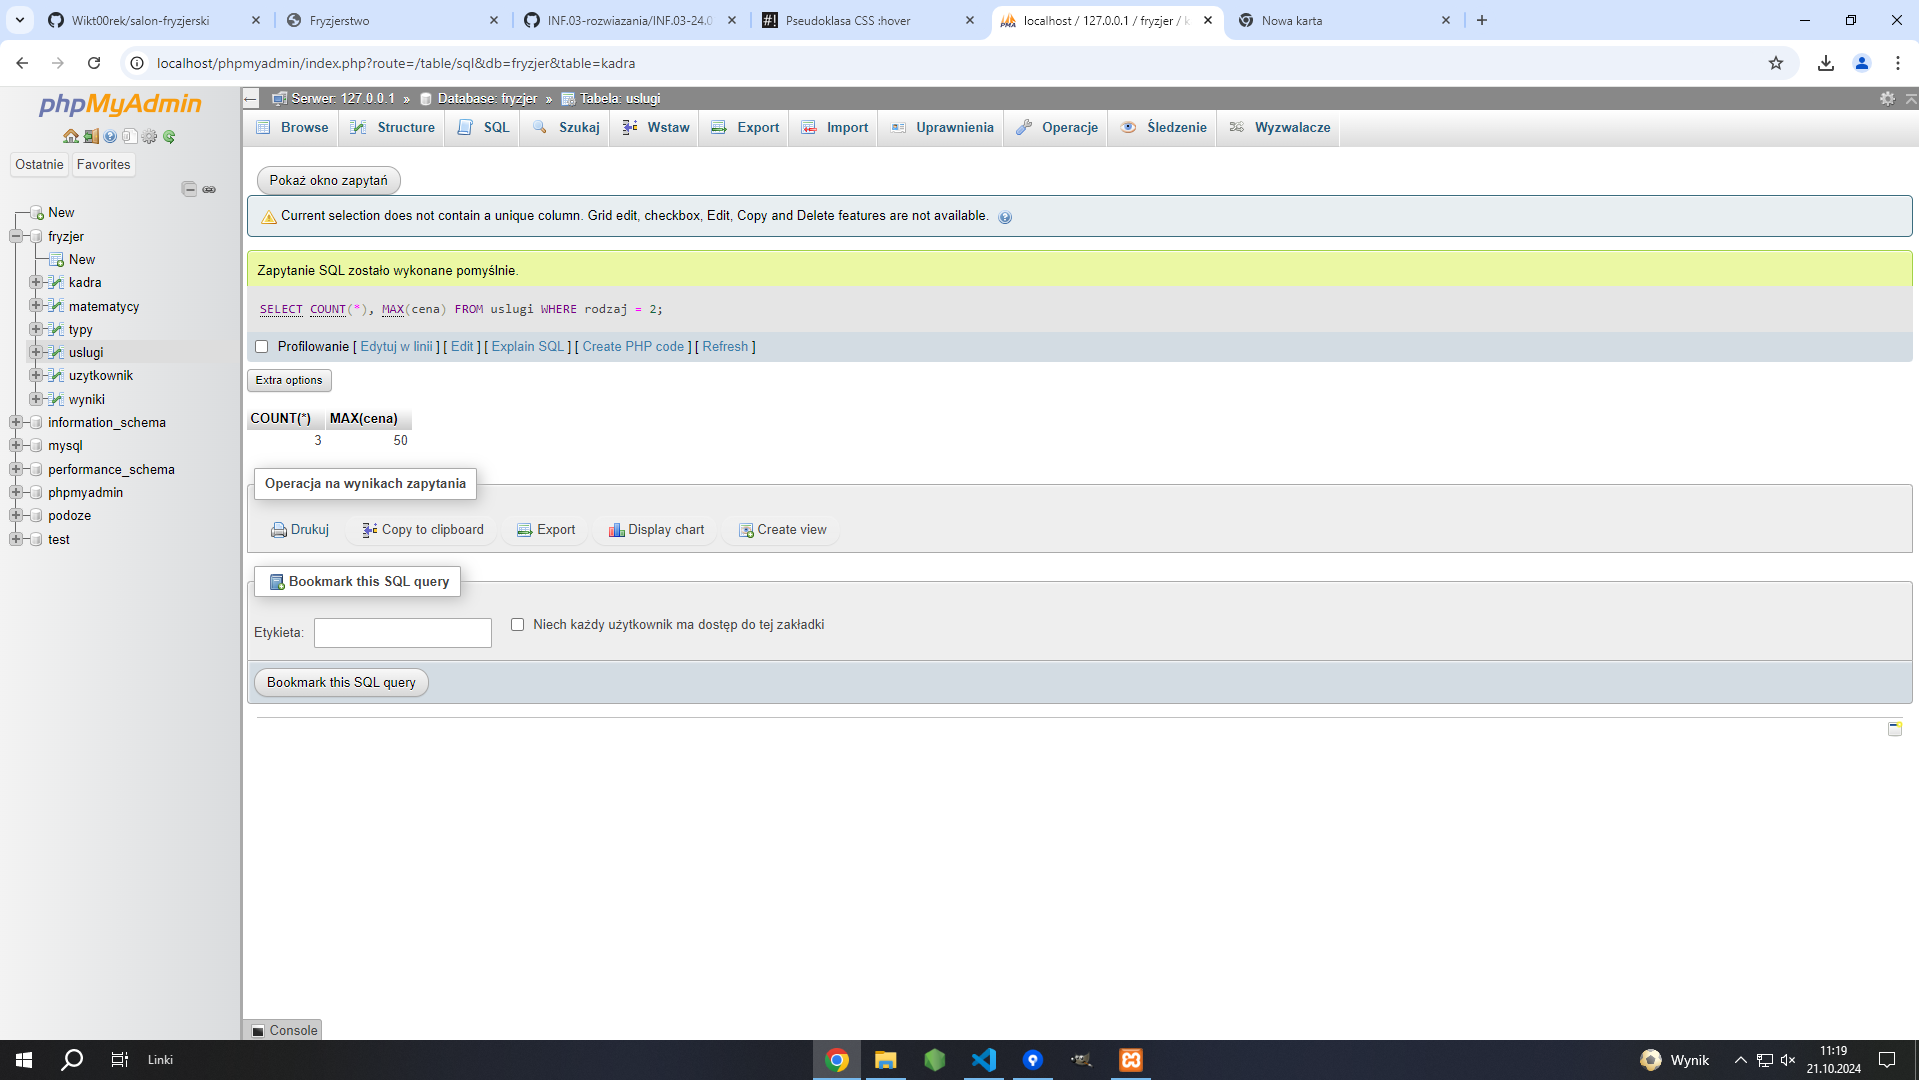 Wikt00rek/salon-fryzjerski
Fryzjerstwo
INF.03-rozwiazania/INF.03-24.0
Pseudoklasa CSS :hover
localhost / 127.0.0.1 / fryzjer / k
Nowa karta
localhost/phpmyadmin/index.php?route=/table/sql&db=fryzjer&table=kadra
phpMyAdmin
Ostatnie
Favorites
New
fryzjer
New
kadra
matematycy
typy
uslugi
uzytkownik
wyniki
information_schema
mysql
performance_schema
phpmyadmin
podoze
test
Serwer: 127.0.0.1 » Database: fryzjer » Tabela: uslugi
Browse
Structure
SQL
Szukaj
Wstaw
Export
Import
Uprawnienia
Operacje
Śledzenie
Wyzwalacze
Pokaż okno zapytań
Current selection does not contain a unique column. Grid edit, checkbox, Edit, Copy and Delete features are not available.
Zapytanie SQL zostało wykonane pomyślnie.
SELECT COUNT(*), MAX(cena) FROM uslugi WHERE rodzaj = 2;
Profilowanie [ Edytuj w linii ] [ Edit ] [ Explain SQL ] [ Create PHP code ] [ Refresh ]
Extra options
COUNT(*) MAX(cena)
3 50
Operacja na wynikach zapytania
Drukuj
Copy to clipboard
Export
Display chart
Create view
Bookmark this SQL query
Etykieta:
Niech każdy użytkownik ma dostęp do tej zakładki
Bookmark this SQL query
Console
Linki
Wynik
11:19
21.10.2024